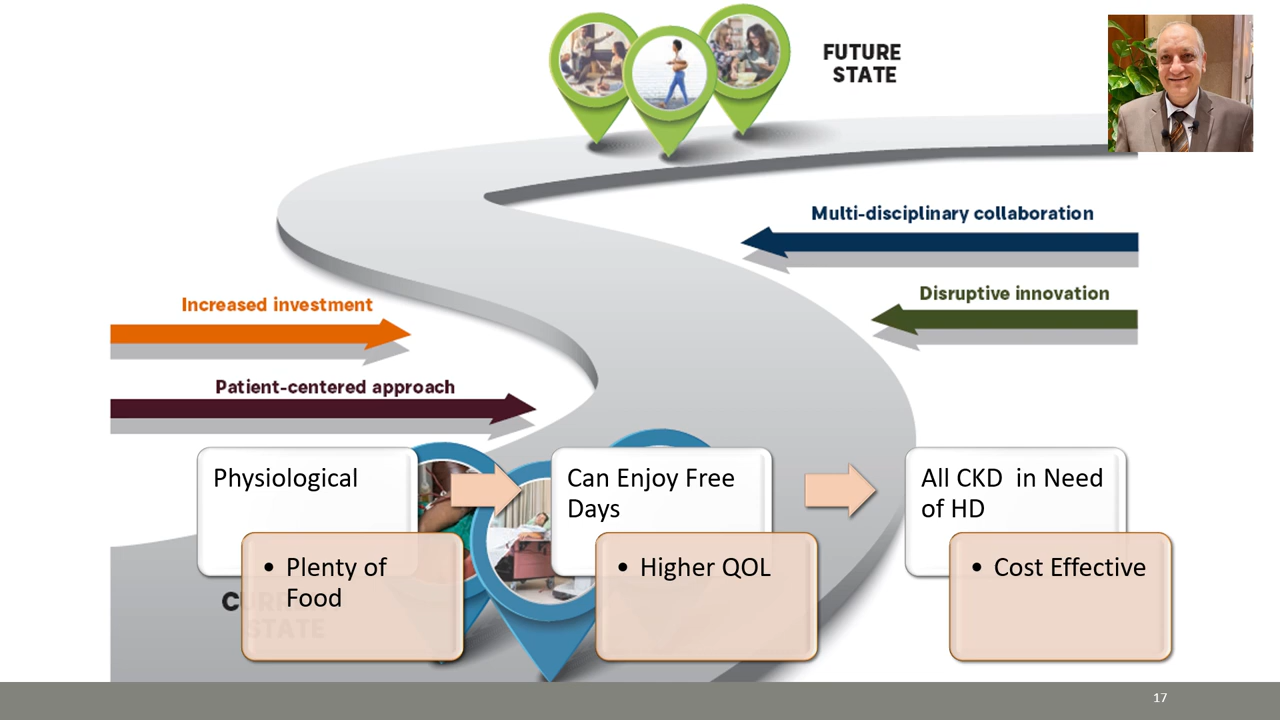 FUTURE
STATE
Multi-disciplinary collaboration
Disruptive innovation
Increased investment
Patient-centered approach
Physiological
• Plenty of
Food
Can Enjoy Free
Days
• Higher QOL
All CKD in Need
of HD
• Cost Effective
STATE
17